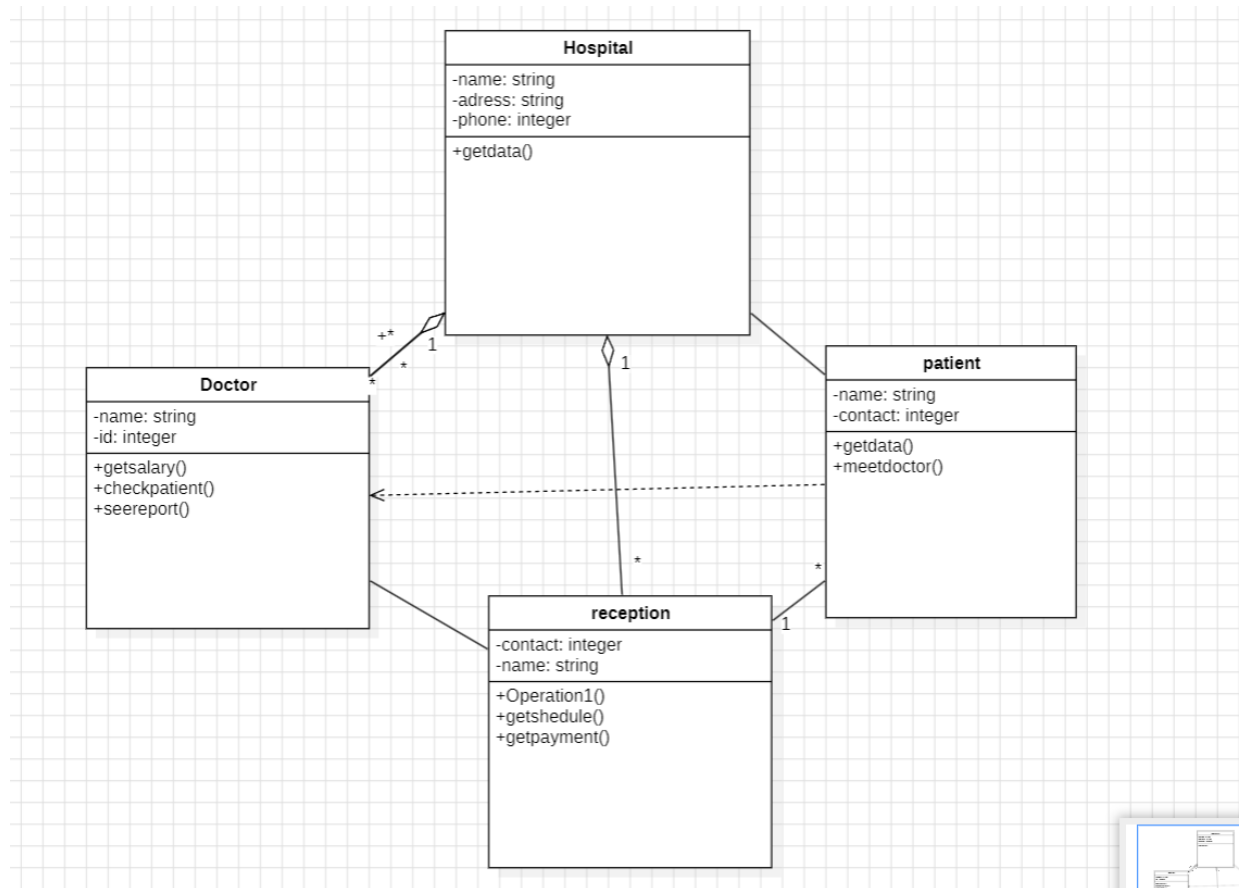 Hospital
-name: string
-adress: string
-phone: integer
+getdata()
+*
1
*
*
1
Doctor
-name: string
-id: integer
+getsalary()
+checkpatient()
+seereport()
patient
-name: string
-contact: integer
+getdata()
+meetdoctor()
*
*
1
reception
-contact: integer
-name: string
+Operation1()
+getshedule()
+getpayment()